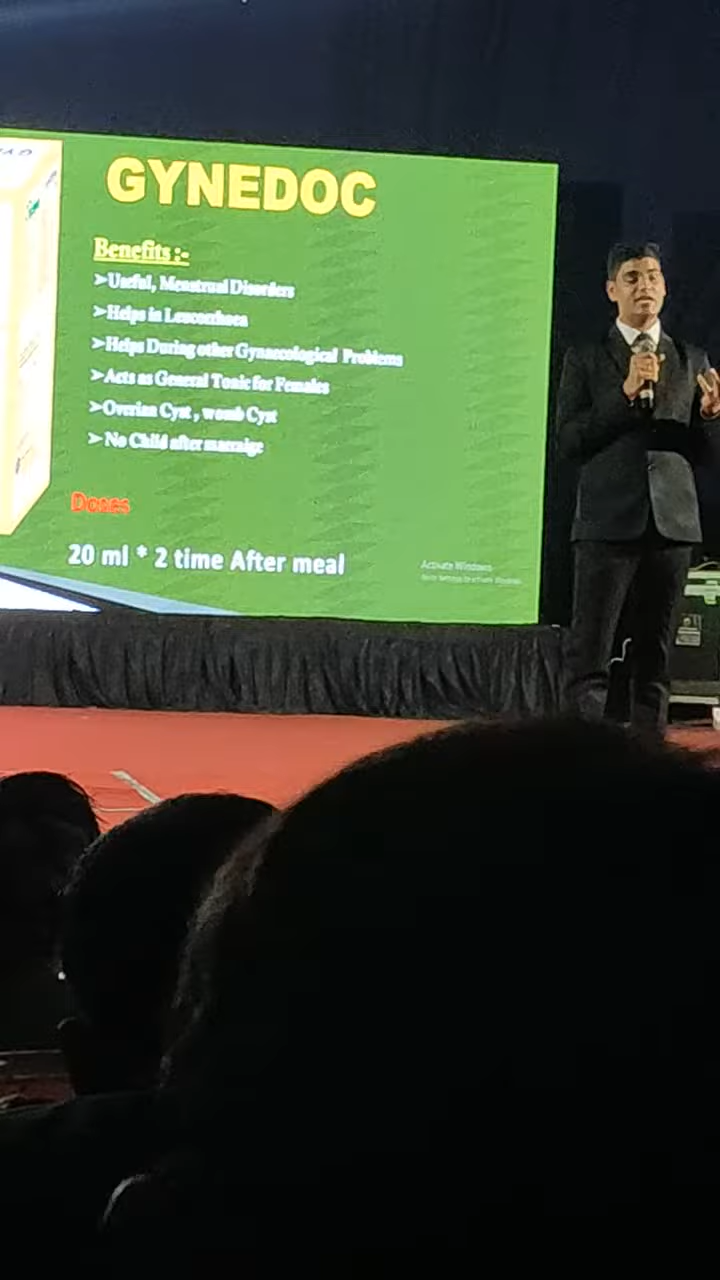 GYNEDOC
Benefits :-
➢Useful, Menstrual Disorders
➢Helps in Leucorrhoea
➢Helps During other Gynaecological Problems
➢Acts as General Tonic for Females
➢Overian Cyst , womb Cyst
➢No Child after marraige
Doses
20 ml * 2 time After meal
Activate Windows